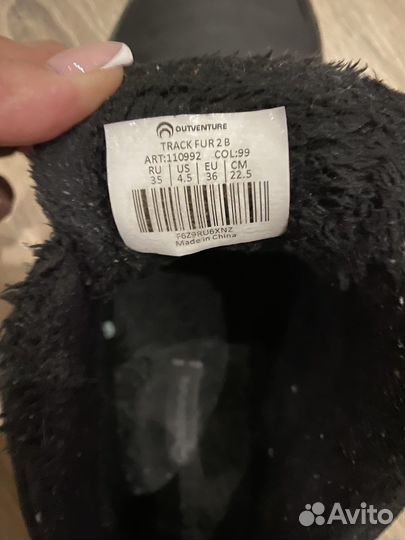 OUTVENTURE
TRACK FUR 2 B
ART:110992 COL:99
RU US EU CM
35 4.5 36 22.5
F6Z9RU6XNZ
Made in China
Avito